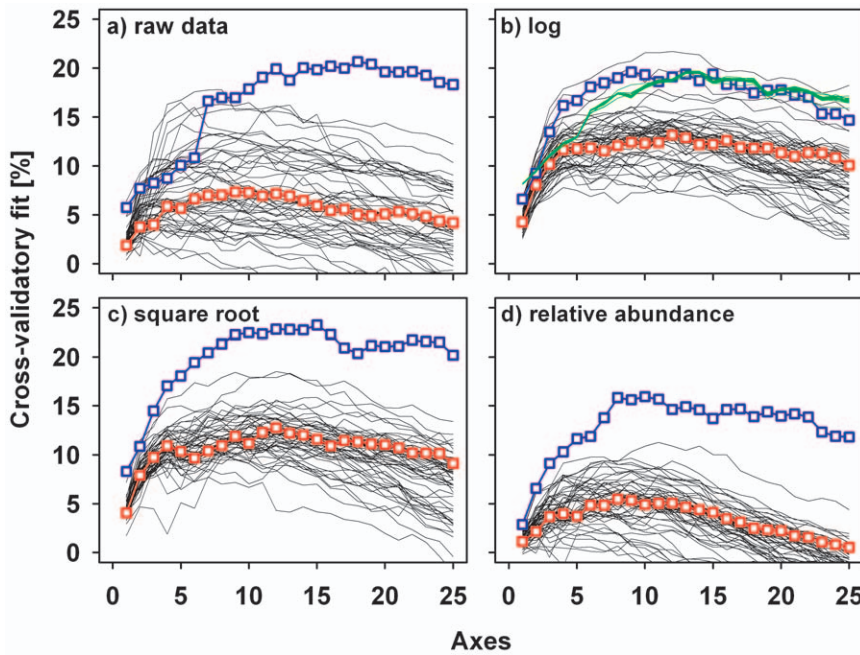 a) raw data
b) log
25
20
15
10
5
0
c) square root
d) relative abundance
25
20
15
10
5
0
0 5 10 15 20 25 0 5 10 15 20 25
Cross-validatory fit [%]
Axes